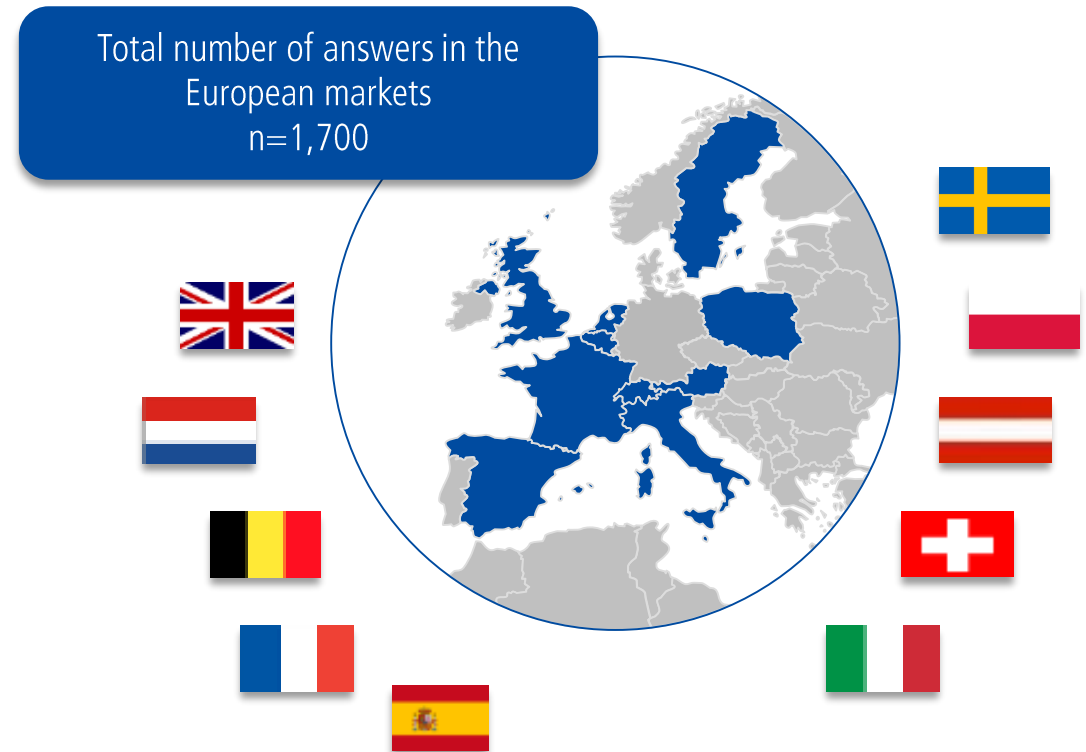 Total number of answers in the
European markets
n=1,700